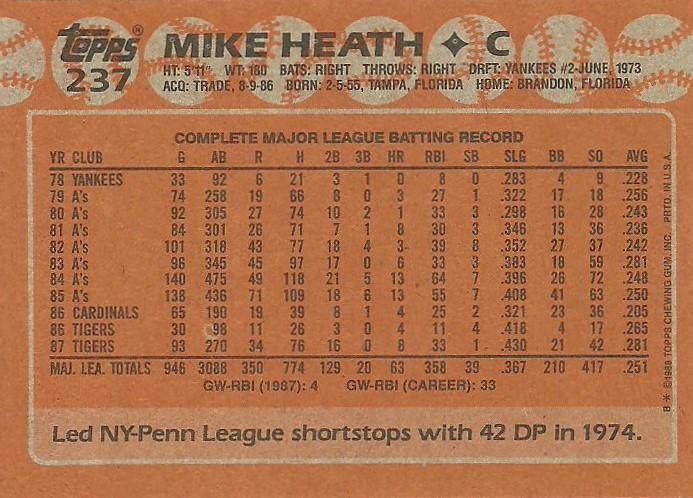 Topps® MIKE HEATH C
237 HT: 5'11" WT: 180 BATS: RIGHT THROWS: RIGHT DRFT: YANKEES #2-JUNE, 1973
ACQ: TRADE, 8-9-86 BORN: 2-5-55, TAMPA, FLORIDA HOME: BRANDON, FLORIDA
COMPLETE MAJOR LEAGUE BATTING RECORD
YR CLUB G AB R H 2B 3B HR RBI SB SLG BB SO AVG
78 YANKEES 33 92 6 21 3 1 0 8 0 .283 4 9 .228
79 A's 74 258 19 66 8 0 3 27 1 .322 17 18 .256
80 A's 92 305 27 74 10 2 1 33 3 .298 16 28 .243
81 A's 84 301 26 71 7 1 8 30 3 .346 13 36 .236
82 A's 101 318 43 77 18 4 3 39 8 .352 27 37 .242
83 A's 96 345 45 97 17 0 6 33 3 .383 18 59 .281
84 A's 140 475 49 118 21 5 13 64 7 .396 26 72 .248
85 A's 138 436 71 109 18 6 13 55 7 .408 41 63 .250
86 CARDINALS 65 190 19 39 8 1 4 25 2 .321 23 36 .205
86 TIGERS 30 98 11 26 3 0 4 11 4 .418 4 17 .265
87 TIGERS 93 270 34 76 16 0 8 33 1 .430 21 42 .281
MAJ. LEA. TOTALS 946 3088 350 774 129 20 63 358 39 .367 210 417 .251
GW-RBI (1987): 4 GW-RBI (CAREER): 33
Led NY-Penn League shortstops with 42 DP in 1974.
B * ©1988 TOPPS CHEWING GUM, INC. PRTD. IN U.S.A.